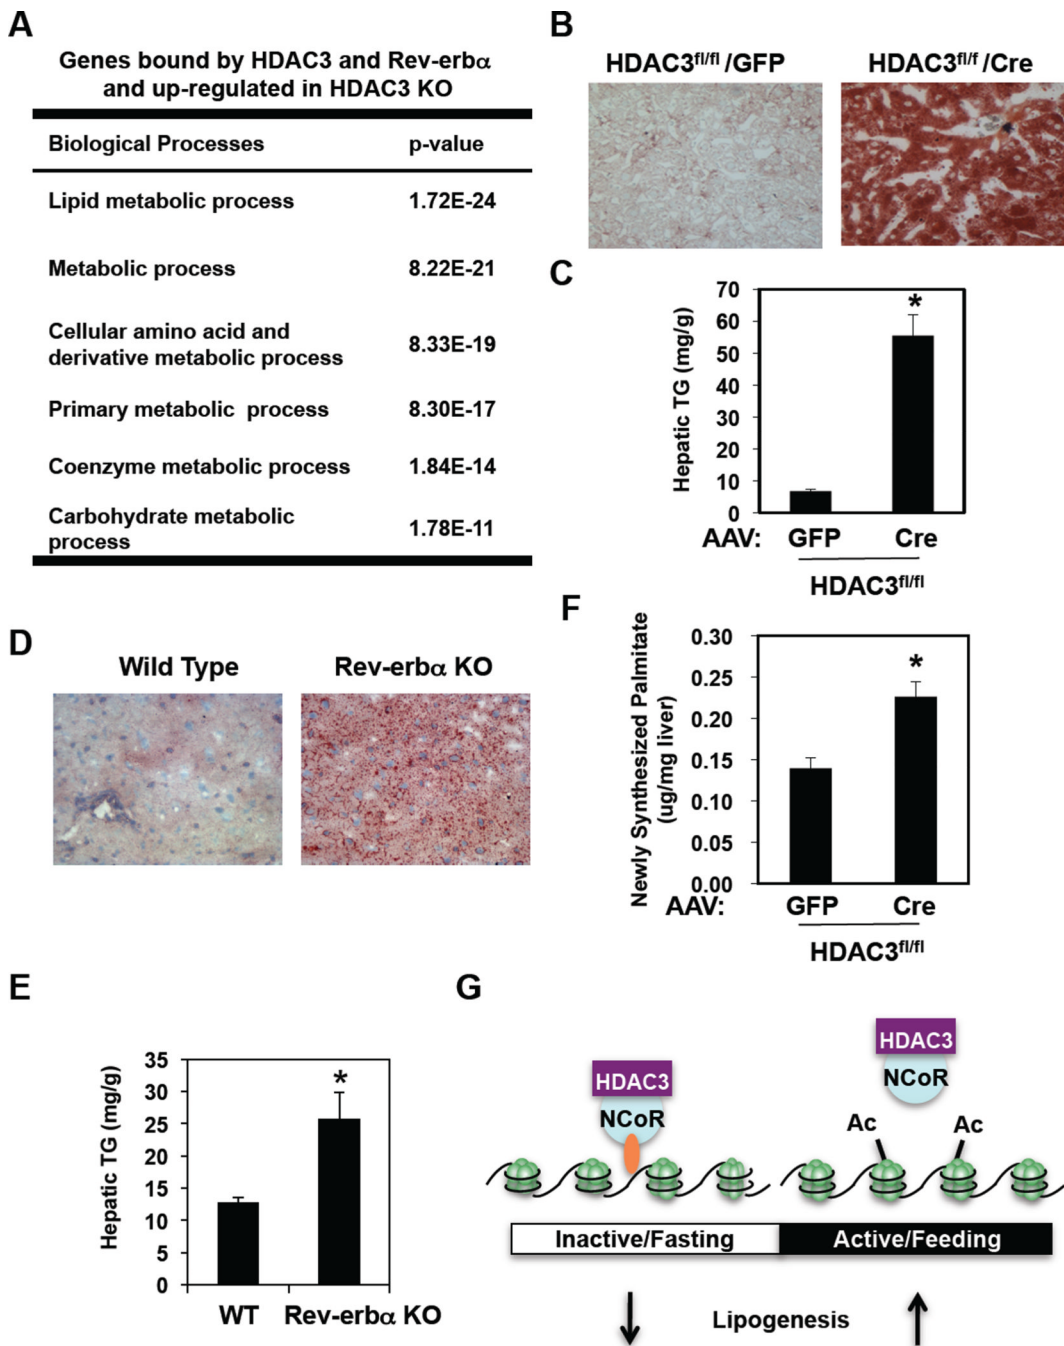 A
Genes bound by HDAC3 and Rev-erbα
and up-regulated in HDAC3 KO
Biological Processes p-value
Lipid metabolic process 1.72E-24
Metabolic process 8.22E-21
Cellular amino acid and
derivative metabolic process 8.33E-19
Primary metabolic process 8.30E-17
Coenzyme metabolic process 1.84E-14
Carbohydrate metabolic
process 1.78E-11
B
HDAC3fl/fl /GFP HDAC3fl/f /Cre
C
Hepatic TG (mg/g)
70
60
50
40
30
20
10
0
*
AAV: GFP Cre
HDAC3fl/fl
D
Wild Type Rev-erbα KO
F
Newly Synthesized Palmitate
(ug/mg liver)
0.30
0.25
0.20
0.15
0.10
0.05
0.00
*
AAV: GFP Cre
HDAC3fl/fl
E
Hepatic TG (mg/g)
35
30
25
20
15
10
5
0
*
WT Rev-erbα KO
G
HDAC3
NCoR
HDAC3
NCoR
Ac Ac
Inactive/Fasting Active/Feeding
Lipogenesis